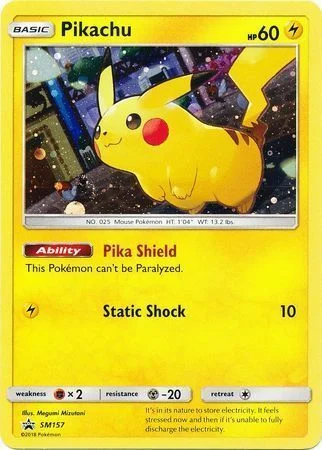 BASIC Pikachu HP60
NO. 025 Mouse Pokémon HT: 1'04" WT: 13.2 lbs.
Ability Pika Shield
This Pokémon can't be Paralyzed.
Static Shock 10
weakness × 2 resistance -20 retreat
Illus. Megumi Mizutani
SM157
©2018 Pokémon
It's in its nature to store electricity. It feels
stressed now and then if it's unable to fully
discharge the electricity.